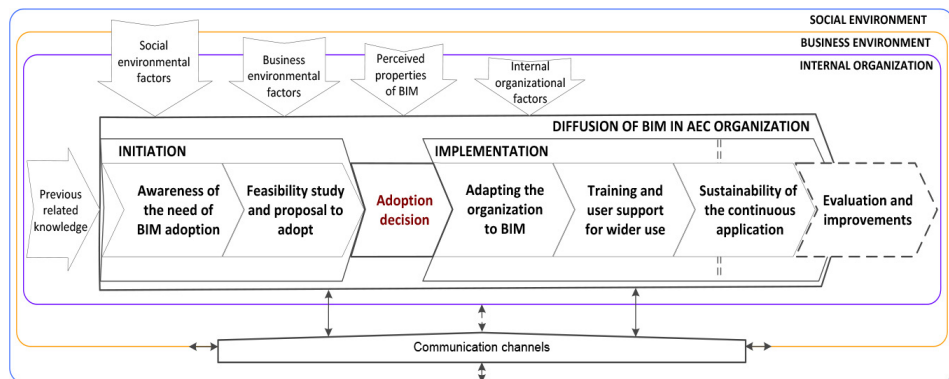 SOCIAL ENVIRONMENT
BUSINESS ENVIRONMENT
INTERNAL ORGANIZATION
Social
environmental
factors
Business
environmental
factors
Perceived
properties
of BIM
Internal
organizational
factors
DIFFUSION OF BIM IN AEC ORGANIZATION
INITIATION
IMPLEMENTATION
Previous
related
knowledge
Awareness of
the need of
BIM adoption
Feasibility study
and proposal to
adopt
Adoption
decision
Adapting the
organization
to BIM
Training and
user support
for wider use
Sustainability of
the continuous
application
Evaluation and
improvements
Communication channels